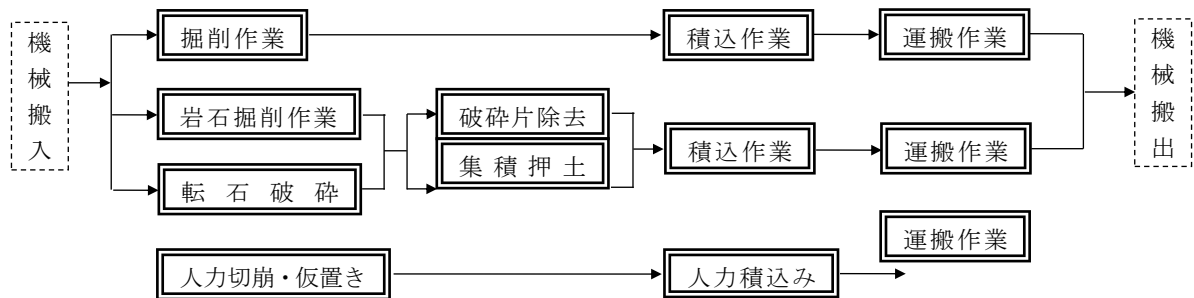 機械搬入
掘削作業
積込作業
運搬作業
機械搬出
岩石掘削作業
破砕片除去
積込作業
運搬作業
転石破砕
集積押土
人力切崩・仮置き
人力積込み
運搬作業